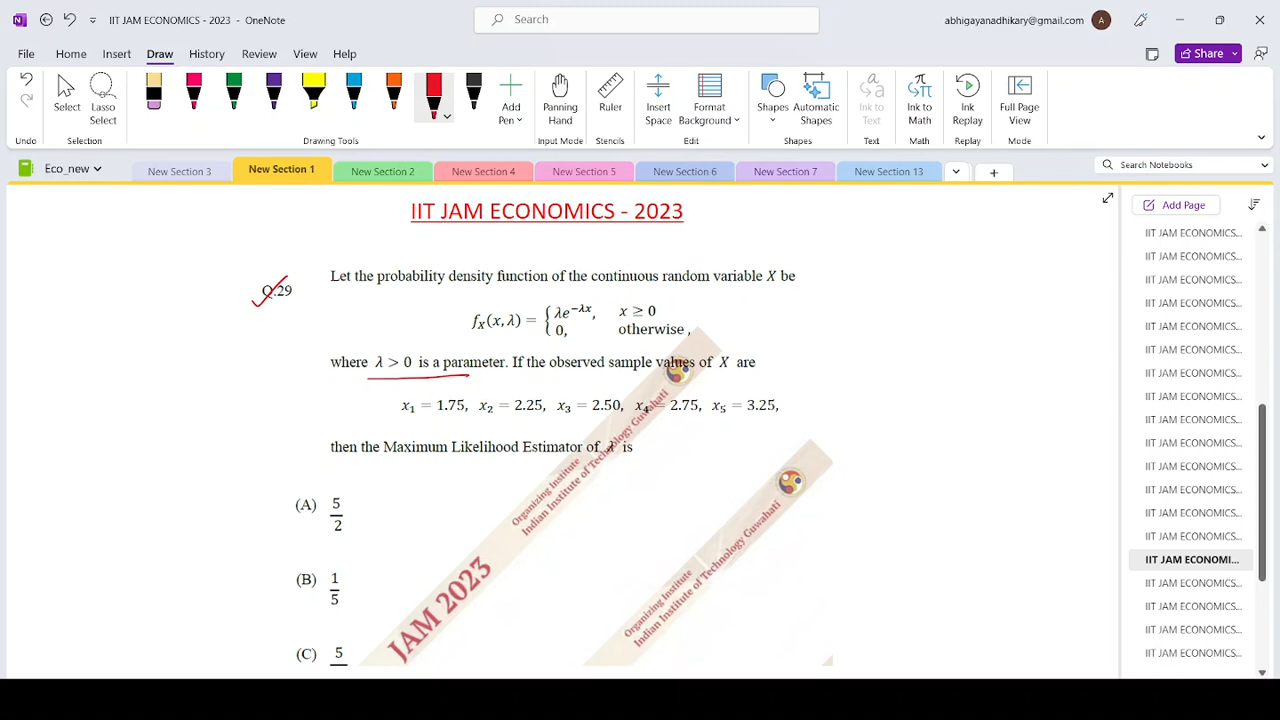 IIT JAM ECONOMICS - 2023 - OneNote
Search
abhigayanadhikary@gmail.com
A
File Home Insert Draw History Review View Help
Share
Undo
Select
Lasso Select
Add Pen
Panning Hand
Ruler
Insert Space
Format Background
Shapes
Automatic Shapes
Ink to Text
Ink to Math
Ink Replay
Full Page View
Undo Selection Drawing Tools Input Mode Stencils Edit Shapes Text Math Replay Mode
Eco_new
New Section 3 New Section 1 New Section 2 New Section 4 New Section 5 New Section 6 New Section 7 New Section 13
Search Notebooks
Add Page
IIT JAM ECONOMICS - 2023
Q.29
Let the probability density function of the continuous random variable X be
f_X(x, λ) = { λe^{−λx}, x ≥ 0
0, otherwise ,
where λ > 0 is a parameter. If the observed sample values of X are
x₁ = 1.75, x₂ = 2.25, x₃ = 2.50, x₄ = 2.75, x₅ = 3.25,
then the Maximum Likelihood Estimator of λ is
(A) 5
2
(B) 1
5
(C) 5
JAM 2023
Organizing Institute
Indian Institute of Technology Guwahati
Organizing Institute
Indian Institute of Technology Guwahati
IIT JAM ECONOMICS...
IIT JAM ECONOMICS...
IIT JAM ECONOMICS...
IIT JAM ECONOMICS...
IIT JAM ECONOMICS...
IIT JAM ECONOMICS...
IIT JAM ECONOMICS...
IIT JAM ECONOMICS...
IIT JAM ECONOMICS...
IIT JAM ECONOMICS...
IIT JAM ECONOMICS...
IIT JAM ECONOMICS...
IIT JAM ECONOMICS...
IIT JAM ECONOMICS...
IIT JAM ECONOMI...
IIT JAM ECONOMICS...
IIT JAM ECONOMICS...
IIT JAM ECONOMICS...
IIT JAM ECONOMICS...